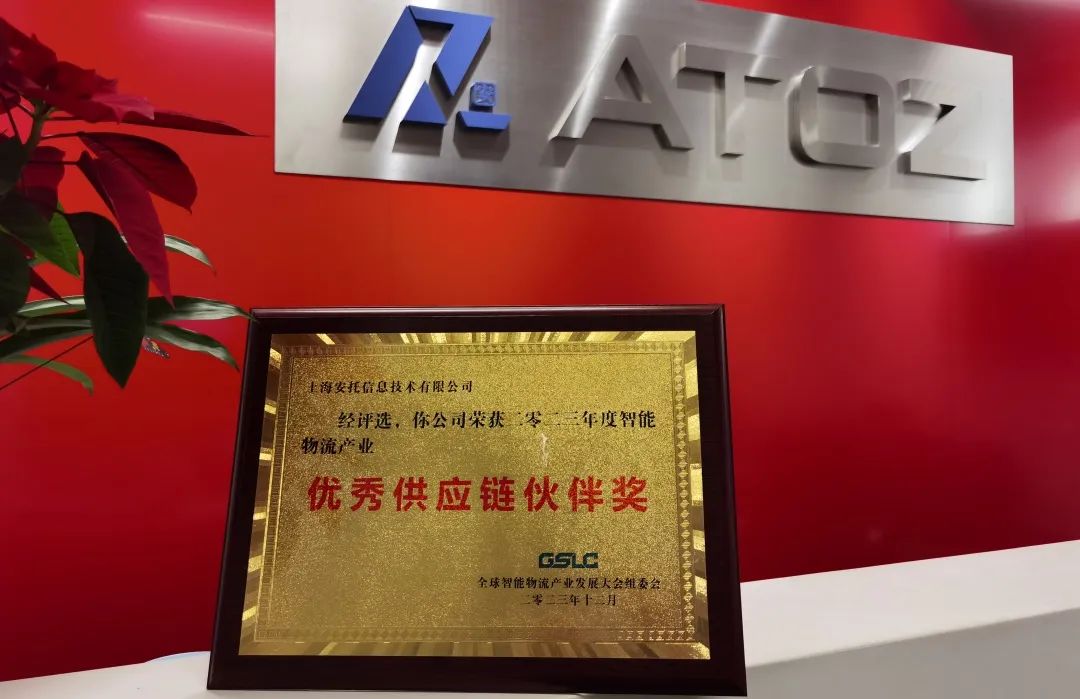 ATOZ
上海安托信息技术有限公司
经评选，你公司荣获二零二三年度智能
物流产业
优秀供应链伙伴奖
GSLC
全球智能物流产业发展大会组委会
二零二三年十二月